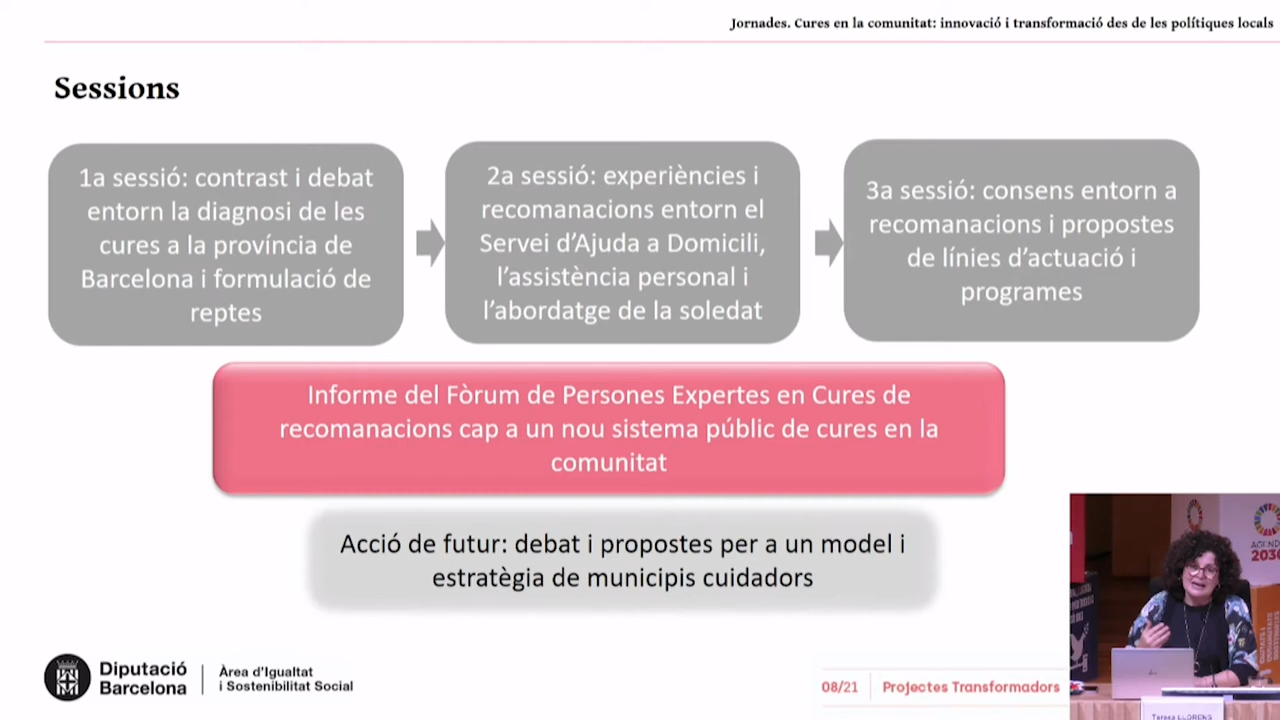 Jornades. Cures en la comunitat: innovació i transformació des de les polítiques locals
Sessions
1a sessió: contrast i debat
entorn la diagnosi de les
cures a la província de
Barcelona i formulació de
reptes
2a sessió: experiències i
recomanacions entorn el
Servei d'Ajuda a Domicili,
l'assistència personal i
l'abordatge de la soledat
3a sessió: consens entorn a
recomanacions i propostes
de línies d'actuació i
programes
Informe del Fòrum de Persones Expertes en Cures de
recomanacions cap a un nou sistema públic de cures en la
comunitat
Acció de futur: debat i propostes per a un model i
estratègia de municipis cuidadors
Diputació
Barcelona
Àrea d'Igualtat
i Sostenibilitat Social
08/21
Projectes Transformadors
2030
Teresa LLORENS